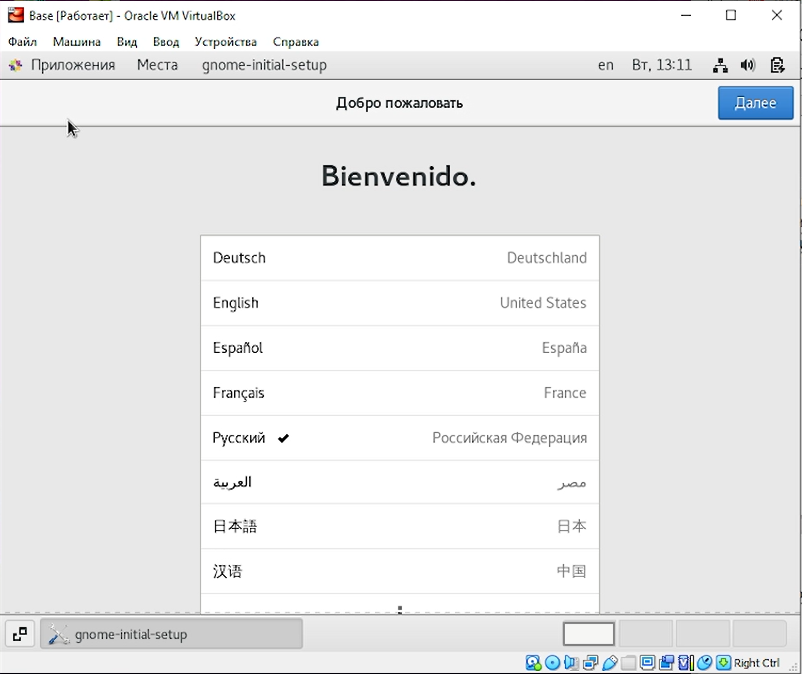 Base [Работает] - Oracle VM VirtualBox
Файл Машина Вид Ввод Устройства Справка
Приложения Места gnome-initial-setup en Вт, 13:11
Добро пожаловать Далее
Bienvenido.
Deutsch Deutschland
English United States
Español España
Français France
Русский Российская Федерация
العربية مصر
日本語 日本
汉语 中国
gnome-initial-setup
Right Ctrl